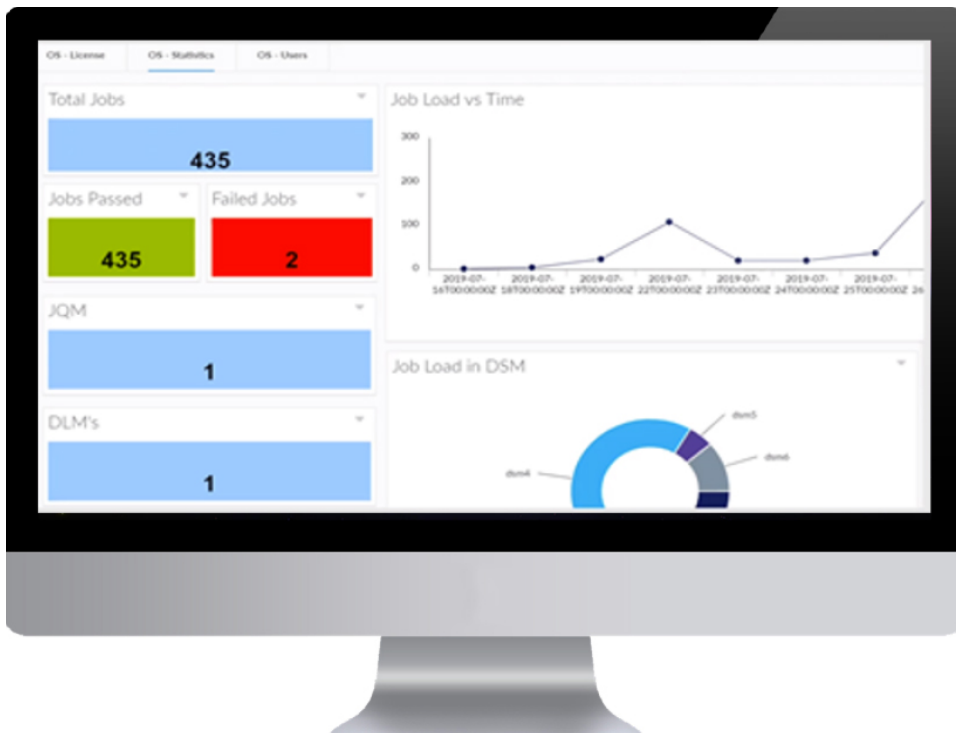 OS - License
OS - Statistics
OS - Users
Total Jobs
435
Jobs Passed
435
Failed Jobs
2
JQM
1
DLM's
1
Job Load vs Time
300
200
100
0
2019-07- 2019-07- 2019-07- 2019-07- 2019-07- 2019-07- 2019-07-
16T00:00:00Z 18T00:00:00Z 19T00:00:00Z 22T00:00:00Z 23T00:00:00Z 24T00:00:00Z 25T00:00:00Z 26
Job Load in DSM
dsm5
dsm6
dsm4